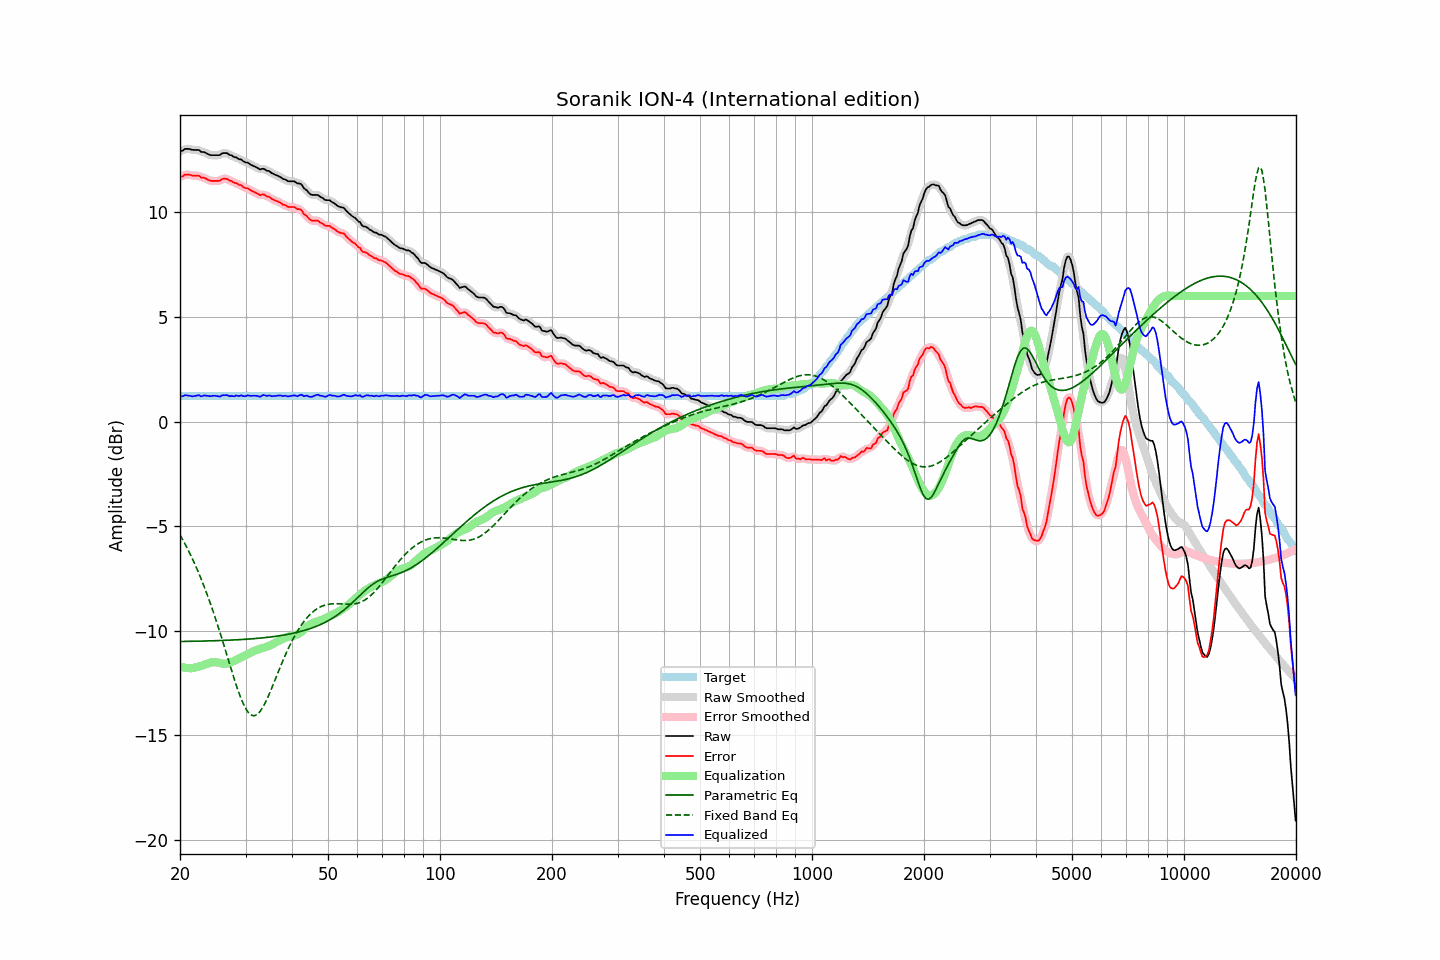 Soranik ION-4 (International edition)
Amplitude (dBr)
10
5
0
−5
−10
−15
−20
Target
Raw Smoothed
Error Smoothed
Raw
Error
Equalization
Parametric Eq
Fixed Band Eq
Equalized
20 50 100 200 500 1000 2000 5000 10000 20000
Frequency (Hz)